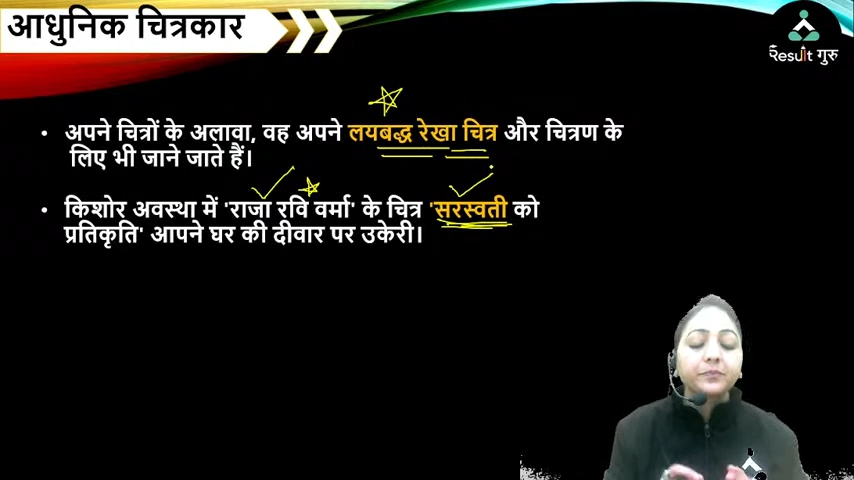 आधुनिक चित्रकार
Result गुरु
• अपने चित्रों के अलावा, वह अपने लयबद्ध रेखा चित्र और चित्रण के
लिए भी जाने जाते हैं।
• किशोर अवस्था में 'राजा रवि वर्मा' के चित्र 'सरस्वती को
प्रतिकृति' आपने घर की दीवार पर उकेरी।